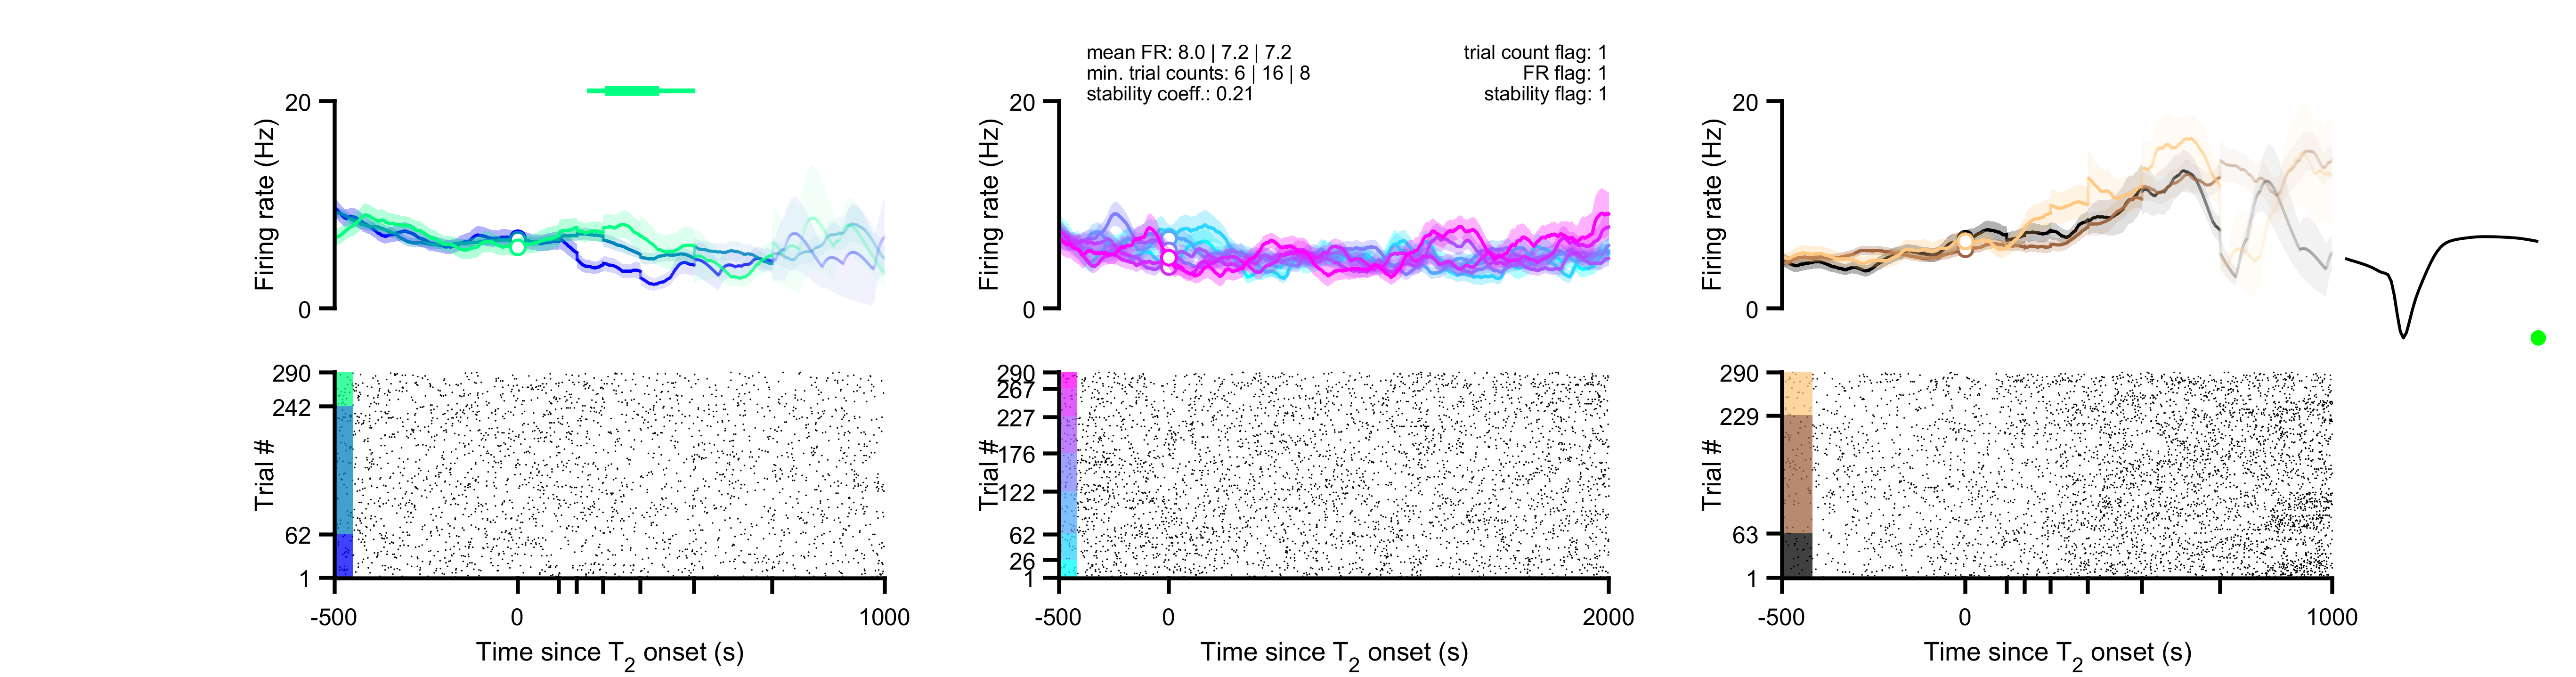 mean FR: 8.0 | 7.2 | 7.2
min. trial counts: 6 | 16 | 8
stability coeff.: 0.21
trial count flag: 1
FR flag: 1
stability flag: 1
20
0
Firing rate (Hz)
20
0
Firing rate (Hz)
20
0
Firing rate (Hz)
290
242
62
1
Trial #
-500
0
1000
Time since T2 onset (s)
290
267
227
176
122
62
26
1
Trial #
-500
0
2000
Time since T2 onset (s)
290
229
63
1
Trial #
-500
0
1000
Time since T2 onset (s)